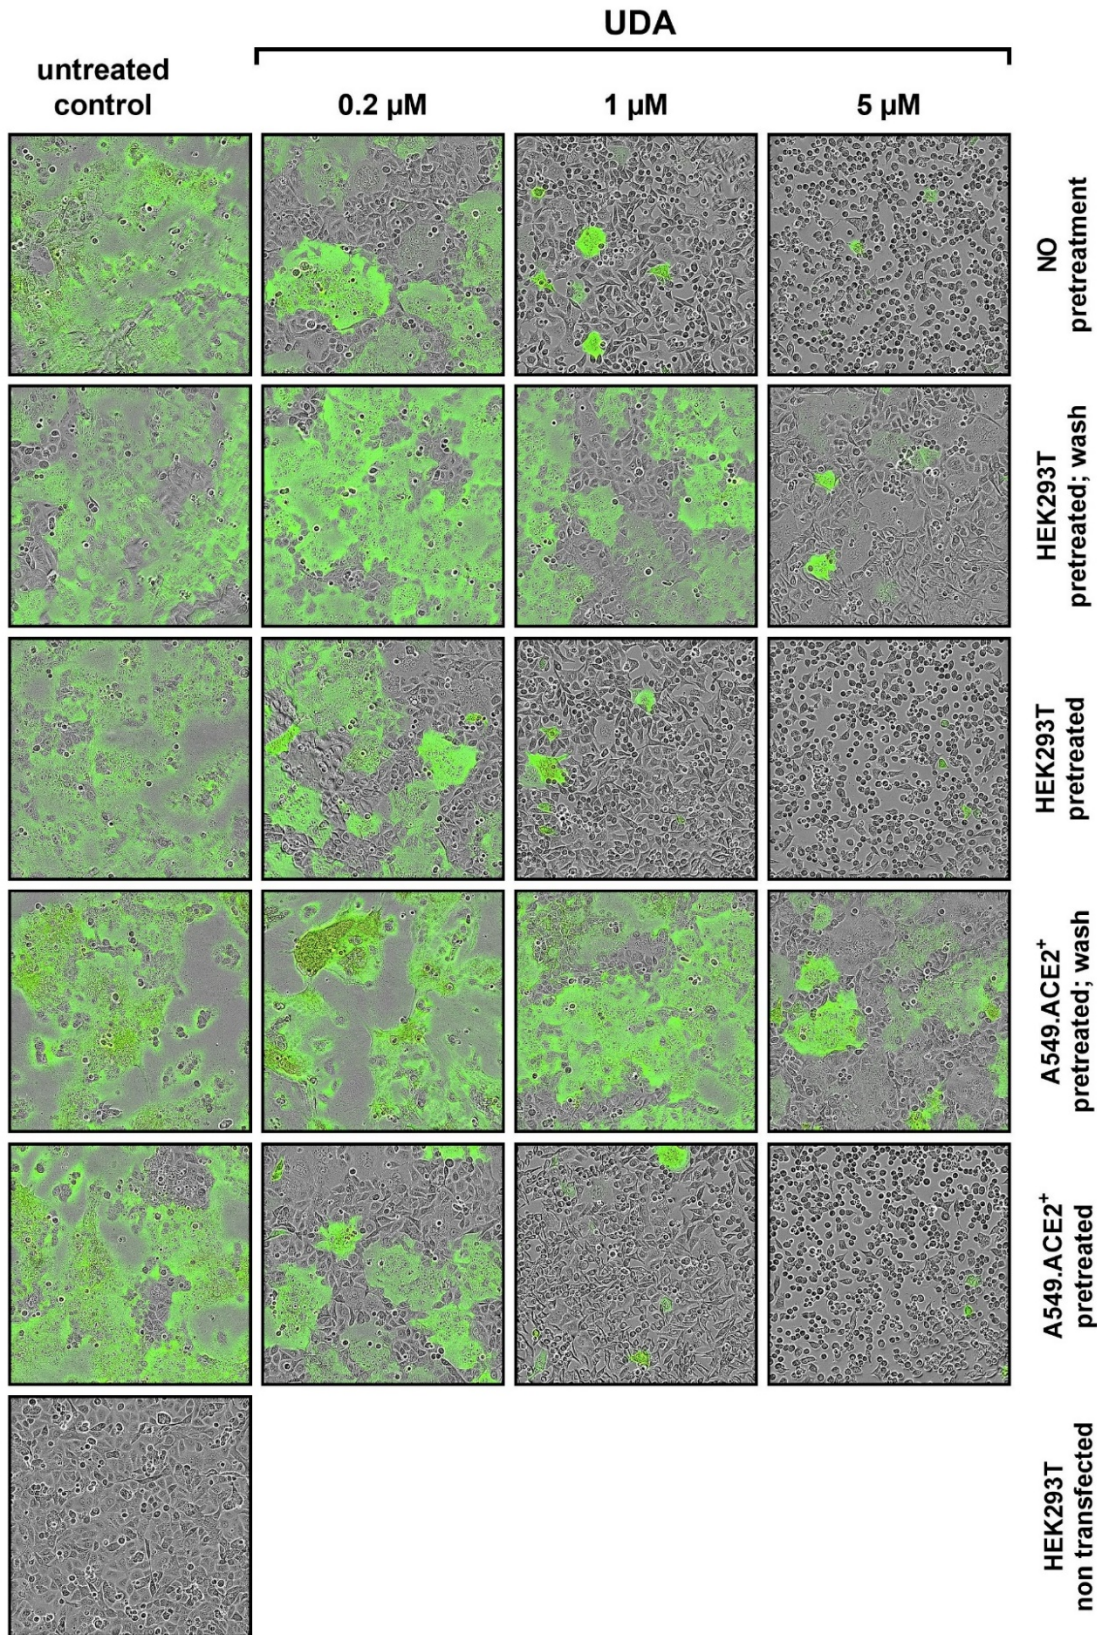 UDA
untreated
control
0.2 µM
1 µM
5 µM
NO
pretreatment
HEK293T
pretreated; wash
HEK293T
pretreated
A549.ACE2⁺
pretreated; wash
A549.ACE2⁺
pretreated
HEK293T
non transfected